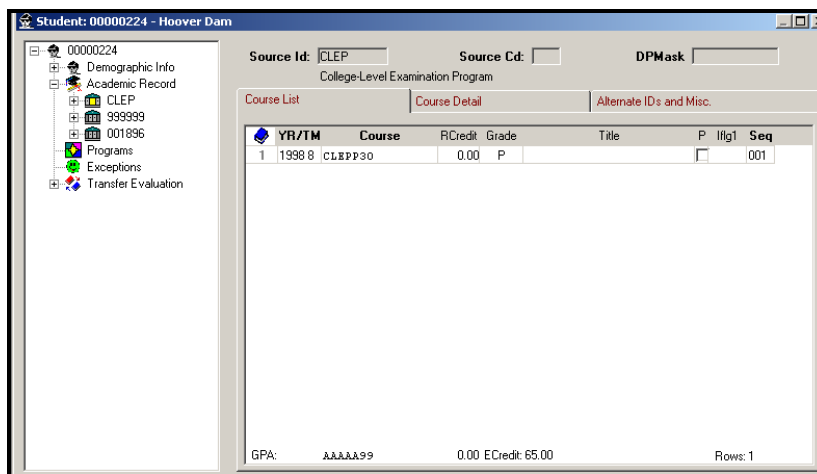 Student: 00000224 - Hoover Dam
00000224
Demographic Info
Academic Record
CLEP
999999
001896
Programs
Exceptions
Transfer Evaluation
Source Id: CLEP Source Cd: DPMask
College-Level Examination Program
Course List Course Detail Alternate IDs and Misc.
YR/TM Course RCredit Grade Title P Iflg1 Seq
1 1998 8 CLEPP30 0.00 P 001
GPA: AAAAA99 0.00 ECredit: 65.00 Rows: 1